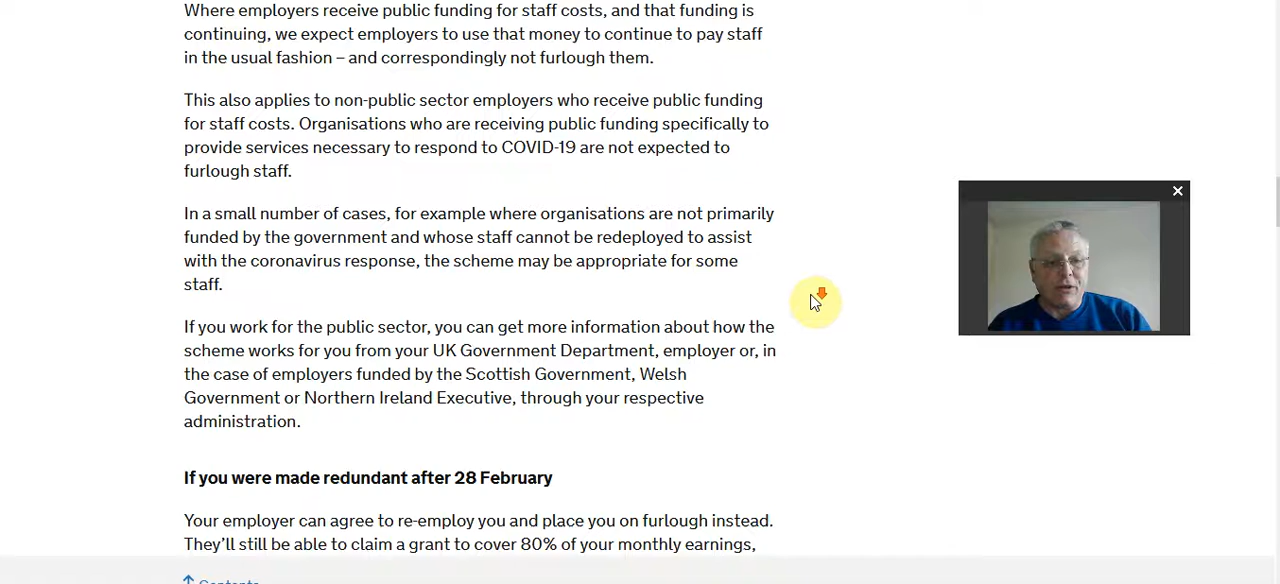 Where employers receive public funding for staff costs, and that funding is
continuing, we expect employers to use that money to continue to pay staff
in the usual fashion – and correspondingly not furlough them.
This also applies to non-public sector employers who receive public funding
for staff costs. Organisations who are receiving public funding specifically to
provide services necessary to respond to COVID-19 are not expected to
furlough staff.
In a small number of cases, for example where organisations are not primarily
funded by the government and whose staff cannot be redeployed to assist
with the coronavirus response, the scheme may be appropriate for some
staff.
If you work for the public sector, you can get more information about how the
scheme works for you from your UK Government Department, employer or, in
the case of employers funded by the Scottish Government, Welsh
Government or Northern Ireland Executive, through your respective
administration.
If you were made redundant after 28 February
Your employer can agree to re-employ you and place you on furlough instead.
They’ll still be able to claim a grant to cover 80% of your monthly earnings,
Contents